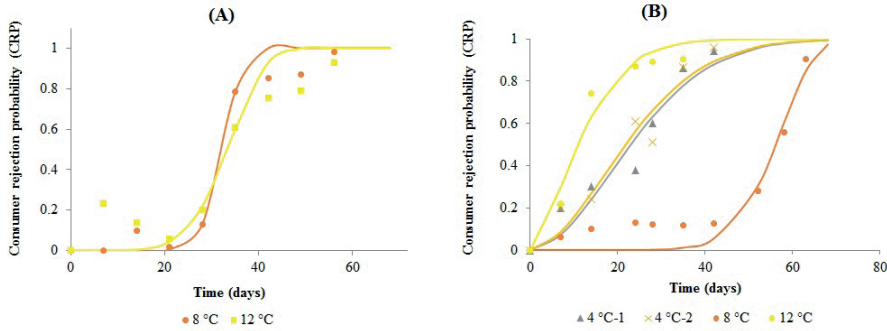 (A)
Consumer rejection probability (CRP)
1
0.8
0.6
0.4
0.2
0
0 20 40 60
Time (days)
8 °C 12 °C
(B)
Consumer rejection probability (CRP)
1
0.8
0.6
0.4
0.2
0
0 20 40 60 80
Time (days)
4 °C-1 4 °C-2 8 °C 12 °C